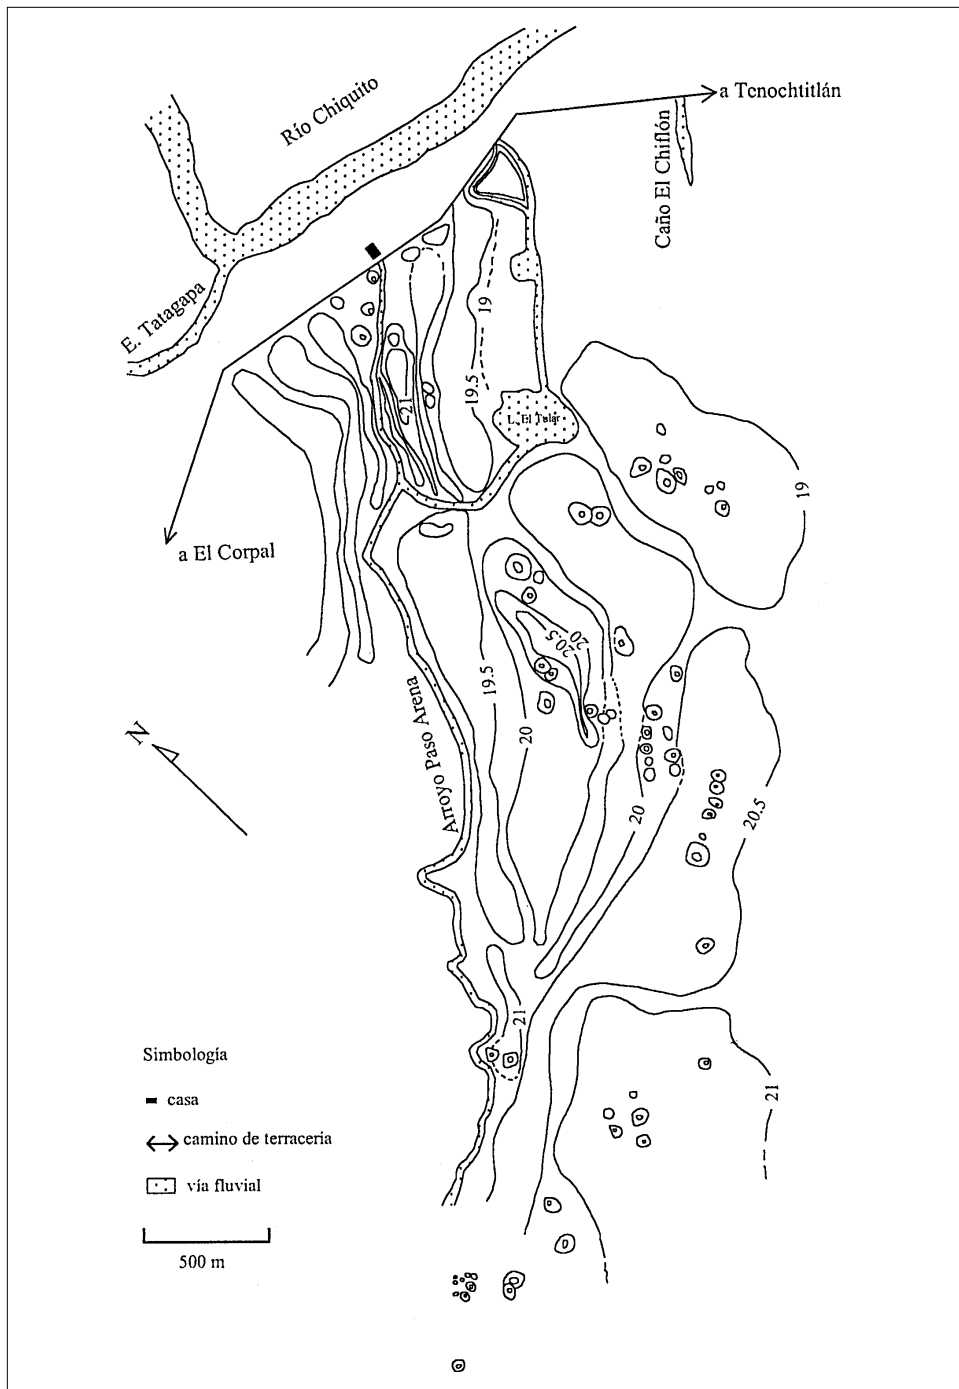 Río Chiquito
a Tenochtitlán
Caño El Chiflón
E. Tatagapa
19
19.5
21
L. El Tular
19
a El Corpal
20
20.5
19.5
20
Arroyo Paso Arena
N
20
20.5
21
21
Simbología
casa
camino de terracería
vía fluvial
500 m